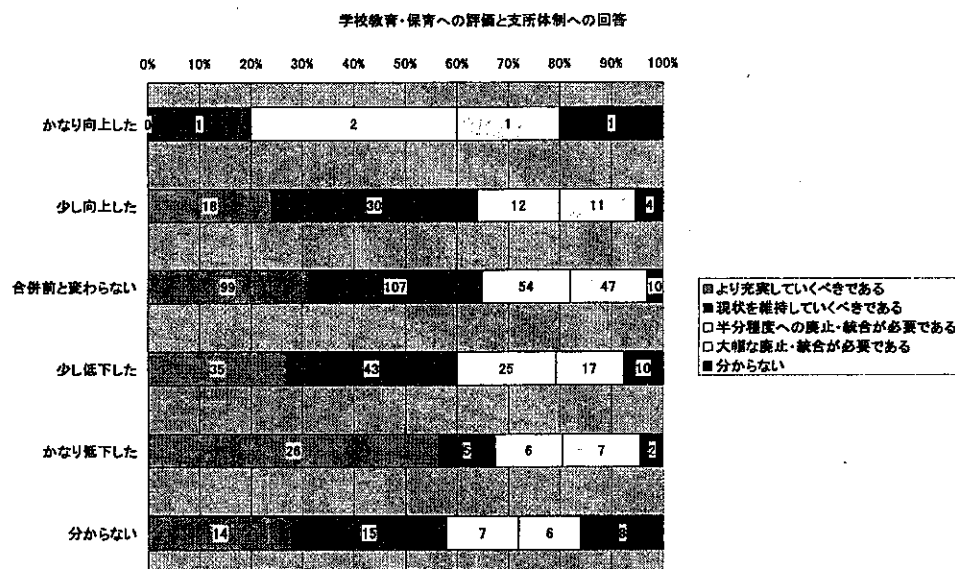 学校教育・保育への評価と支所体制への回答
0% 10% 20% 30% 40% 50% 60% 70% 80% 90% 100%
かなり向上した 0 1 2 1 1
少し向上した 18 30 12 11 4
合併前と変わらない 99 107 54 47 10
少し低下した 35 43 25 17 10
かなり低下した 26 5 6 7 2
分からない 14 15 7 6 8
より充実していくべきである
現状を維持していくべきである
半分程度への廃止・統合が必要である
大幅な廃止・統合が必要である
分からない